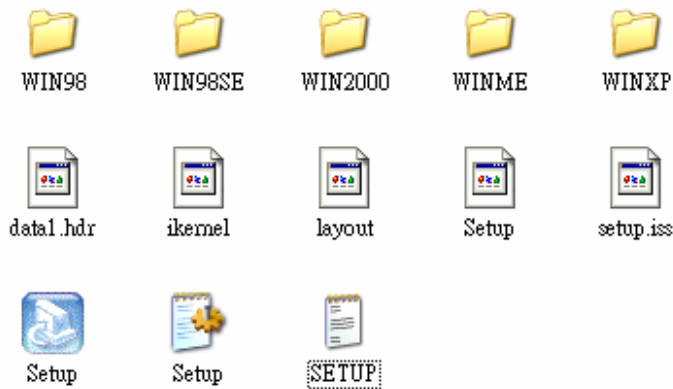 WIN98 WIN98SE WIN2000 WINME WINXP
data1.hdr ikernel layout Setup setup.iss
Setup Setup SETUP